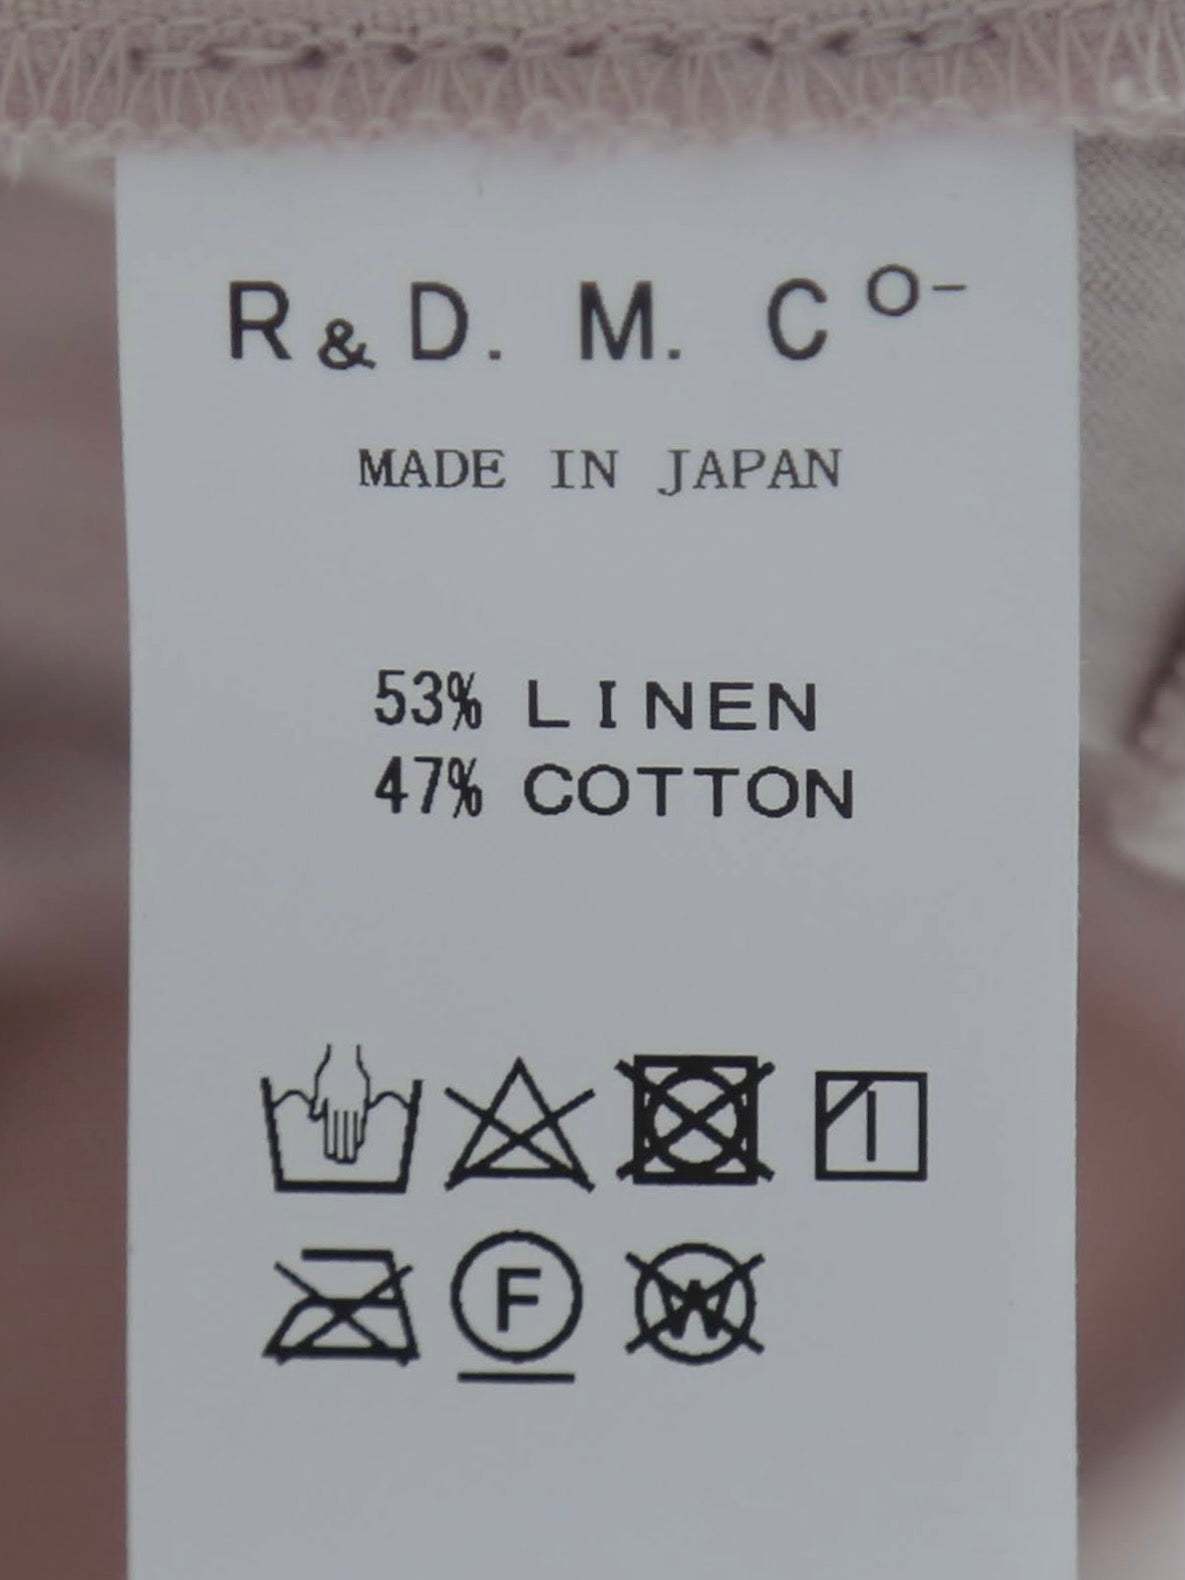 R&D. M. CO-
MADE IN JAPAN
53% LINEN
47% COTTON
F
W